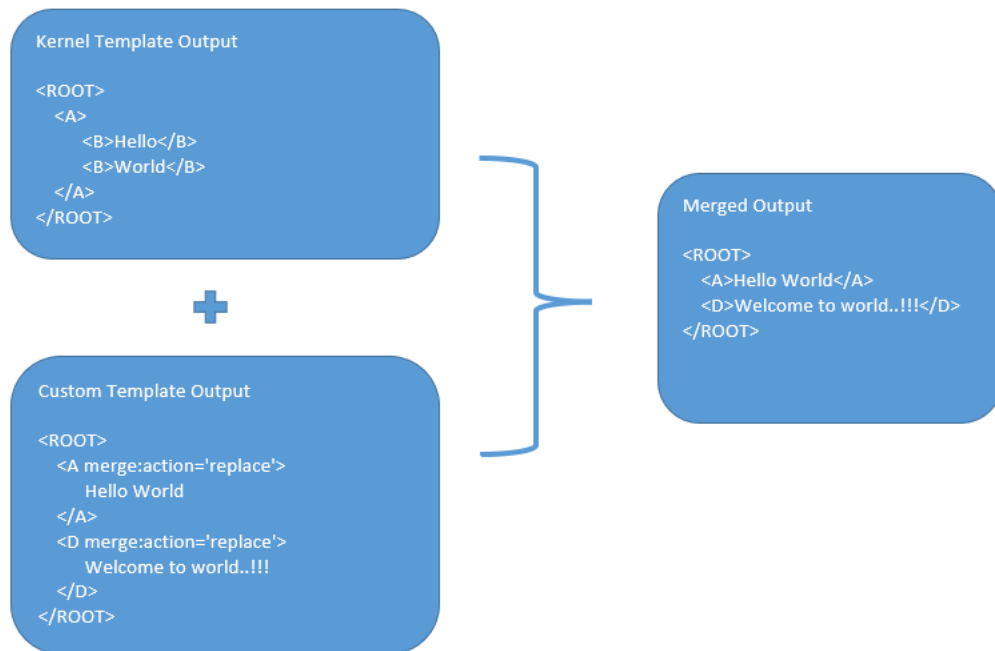 Kernel Template Output
<ROOT>
<A>
<B>Hello</B>
<B>World</B>
</A>
</ROOT>
Custom Template Output
<ROOT>
<A merge:action='replace'>
Hello World
</A>
<D merge:action='replace'>
Welcome to world..!!!
</D>
</ROOT>
Merged Output
<ROOT>
<A>Hello World</A>
<D>Welcome to world..!!!</D>
</ROOT>